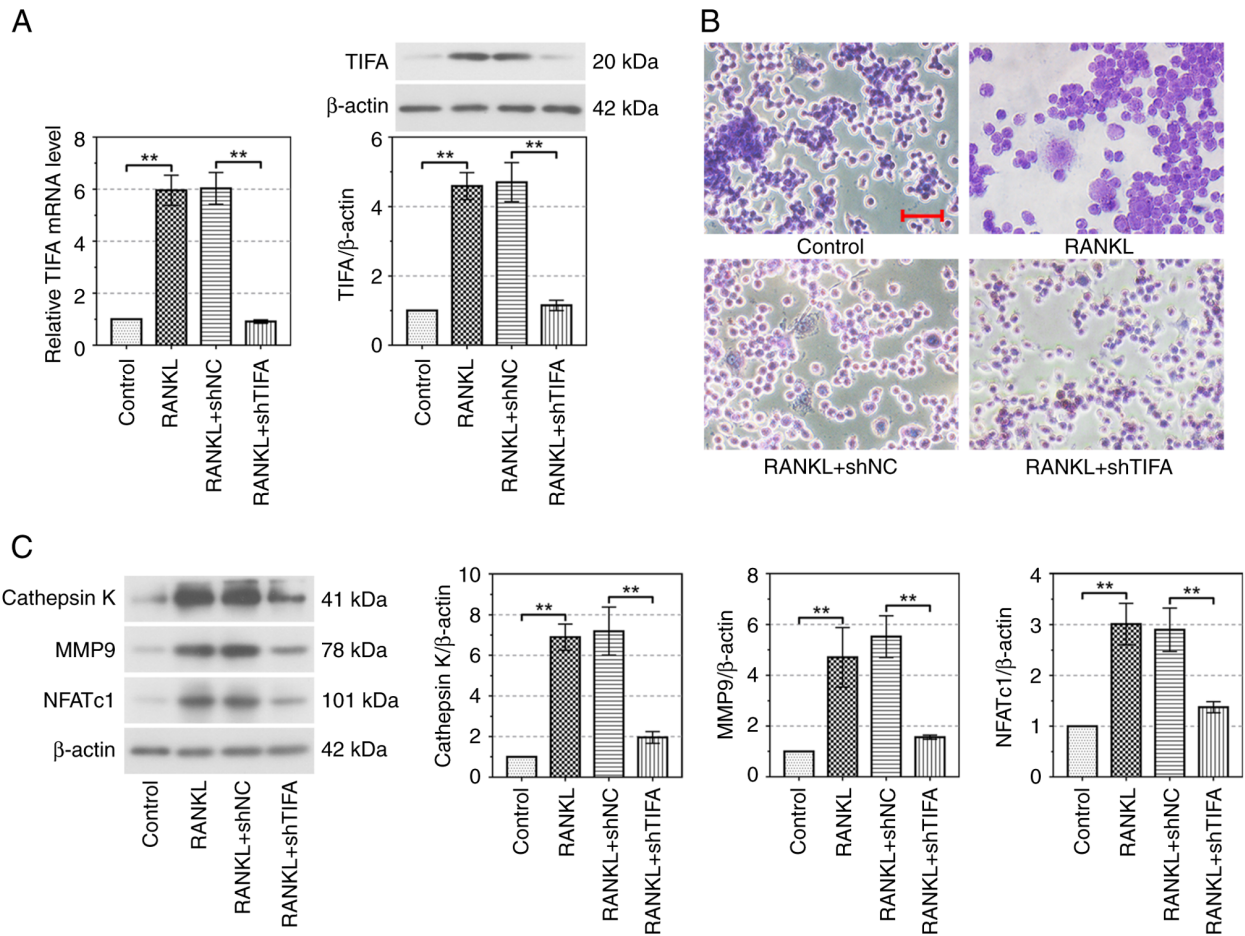 A
TIFA 20 kDa
β-actin 42 kDa
Relative TIFA mRNA level
8
6
4
2
0
** **
Control
RANKL
RANKL+shNC
RANKL+shTIFA
TIFA/β-actin
6
4
2
0
** **
Control
RANKL
RANKL+shNC
RANKL+shTIFA
B
Control
RANKL
RANKL+shNC
RANKL+shTIFA
C
Cathepsin K 41 kDa
MMP9 78 kDa
NFATc1 101 kDa
β-actin 42 kDa
Control
RANKL
RANKL+shNC
RANKL+shTIFA
Cathepsin K/β-actin
10
8
6
4
2
0
** **
Control
RANKL
RANKL+shNC
RANKL+shTIFA
MMP9/β-actin
8
6
4
2
0
** **
Control
RANKL
RANKL+shNC
RANKL+shTIFA
NFATc1/β-actin
4
3
2
1
0
** **
Control
RANKL
RANKL+shNC
RANKL+shTIFA